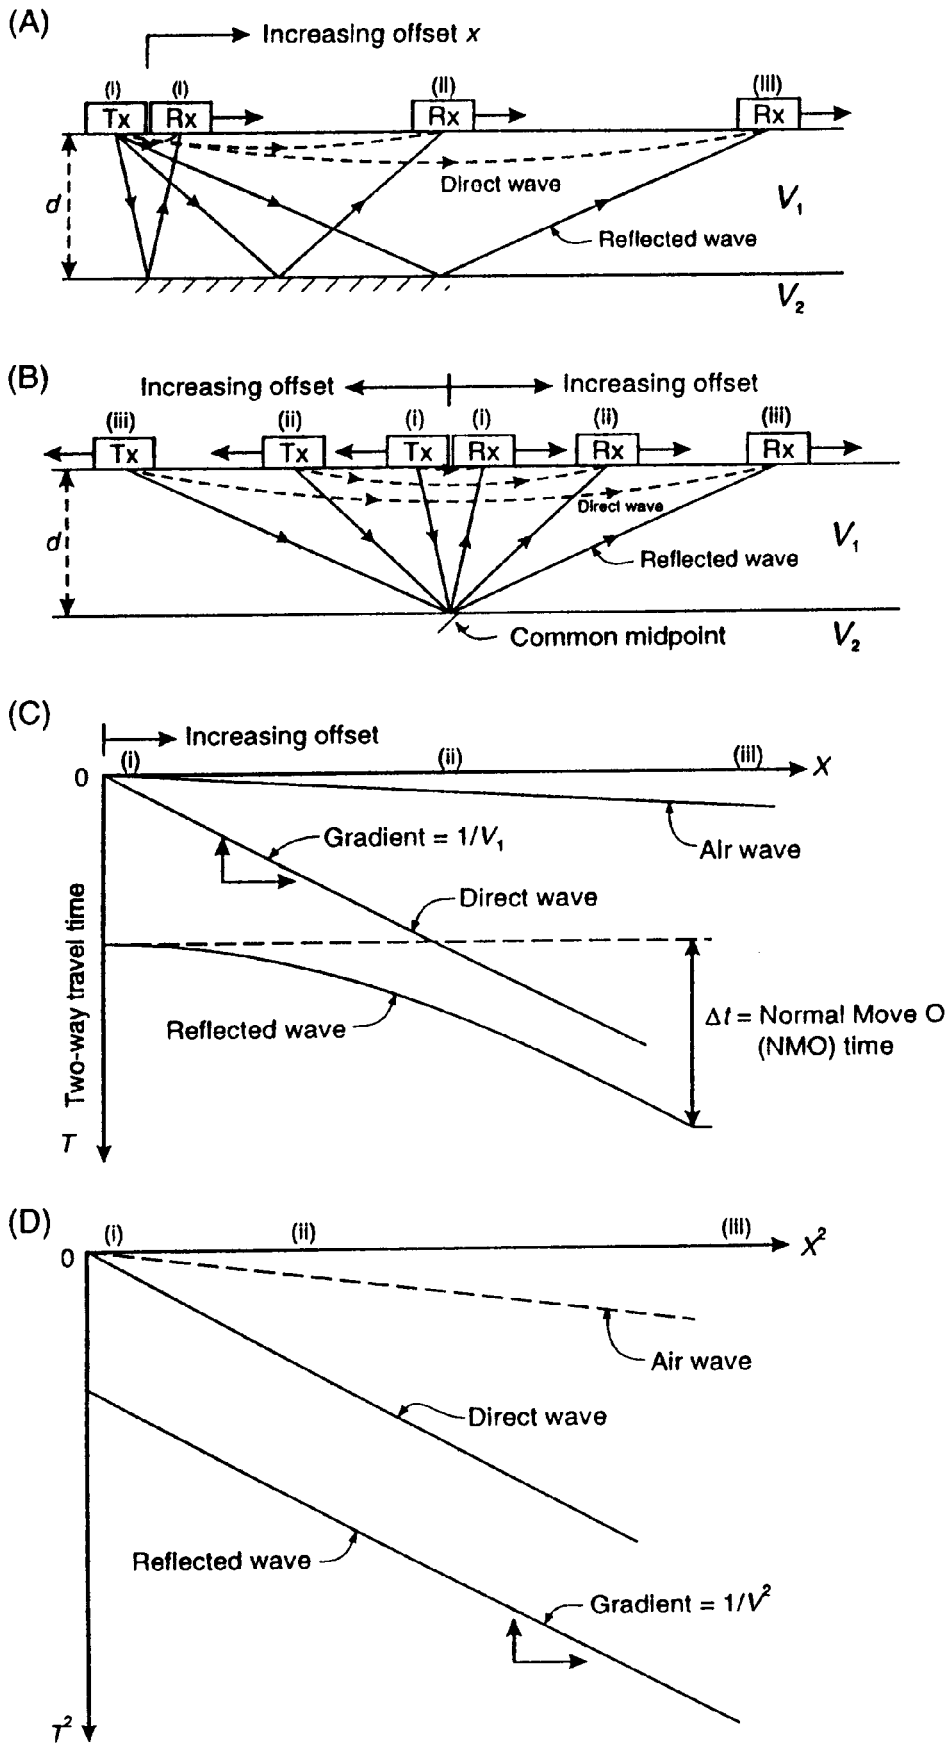 (A)
Increasing offset x
(i) (i) (ii) (iii)
Tx Rx Rx Rx
d
Direct wave
V₁
Reflected wave
V₂
(B)
Increasing offset Increasing offset
(iii) (ii) (i) (i) (ii) (iii)
Tx Tx Tx Rx Rx Rx
d
Direct wave
V₁
Reflected wave
Common midpoint
V₂
(C)
Increasing offset
(i) (ii) (iii)
0 X
Gradient = 1/V₁
Air wave
Direct wave
Two-way travel time
Reflected wave
Δt = Normal Move O
(NMO) time
T
(D)
(i) (ii) (iii)
0 X²
Air wave
Direct wave
Reflected wave
Gradient = 1/V²
T²